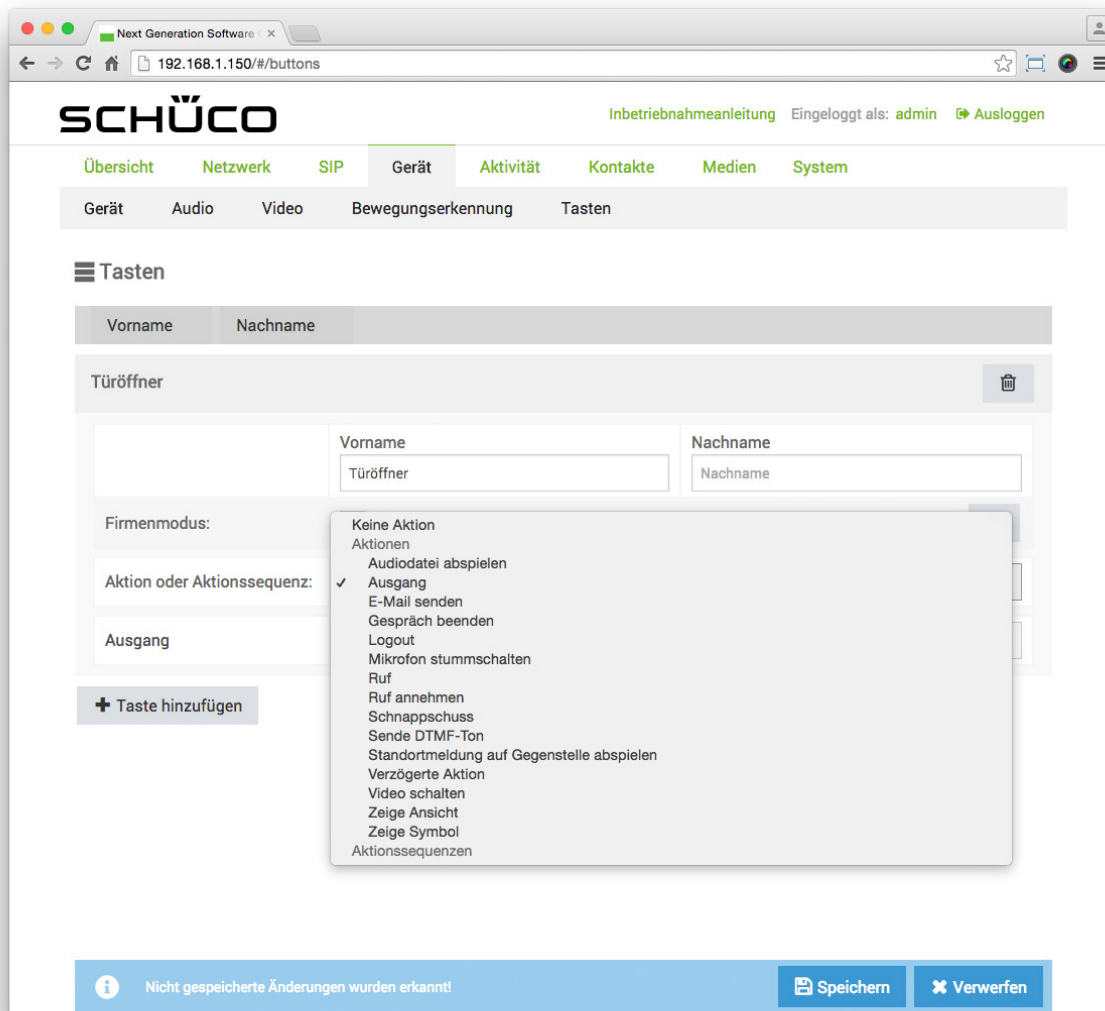 Next Generation Software
192.168.1.150/#/buttons
SCHÜCO
Inbetriebnahmeanleitung Eingeloggt als: admin Ausloggen
Übersicht Netzwerk SIP Gerät Aktivität Kontakte Medien System
Gerät Audio Video Bewegungserkennung Tasten
Tasten
Vorname Nachname
Türöffner
Vorname Nachname
Türöffner Nachname
Firmenmodus:
Keine Aktion
Aktionen
Audiodatei abspielen
Aktion oder Aktionssequenz: ✓ Ausgang
E-Mail senden
Gespräch beenden
Ausgang
Logout
Mikrofon stummschalten
Ruf
Ruf annehmen
+ Taste hinzufügen
Schnappschuss
Sende DTMF-Ton
Standortmeldung auf Gegenstelle abspielen
Verzögerte Aktion
Video schalten
Zeige Ansicht
Zeige Symbol
Aktionssequenzen
Nicht gespeicherte Änderungen wurden erkannt! Speichern Verwerfen